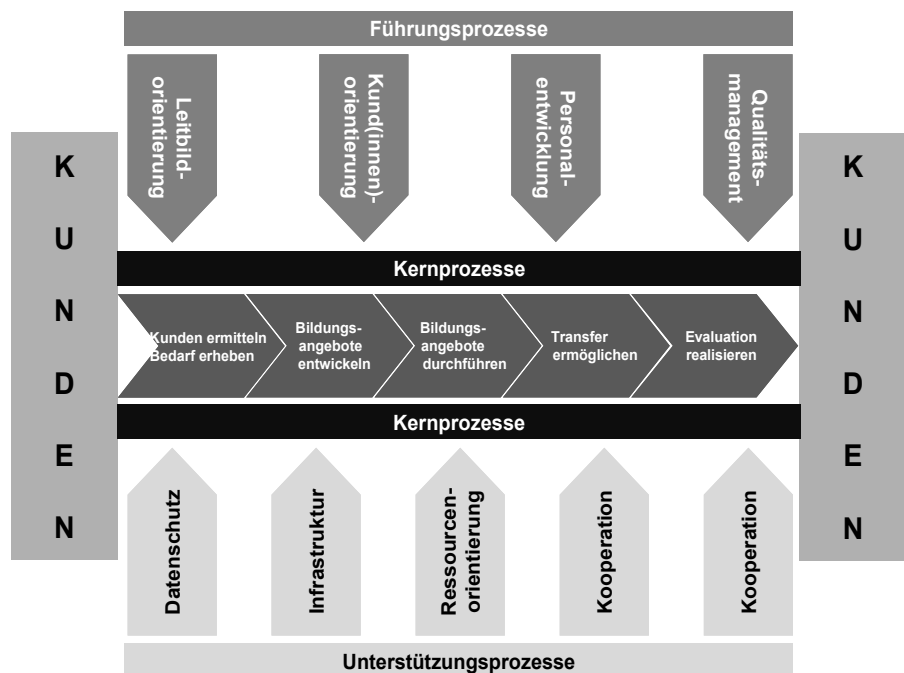 Führungsprozesse
Leitbild-
orientierung
Kund(innen)-
orientierung
Personal-
entwicklung
Qualitäts-
management
K
U
N
D
E
N
Kernprozesse
Kunden ermitteln
Bedarf erheben
Bildungs-
angebote
entwickeln
Bildungs-
angebote
durchführen
Transfer
ermöglichen
Evaluation
realisieren
Kernprozesse
K
U
N
D
E
N
Datenschutz
Infrastruktur
Ressourcen-
orientierung
Kooperation
Kooperation
Unterstützungsprozesse